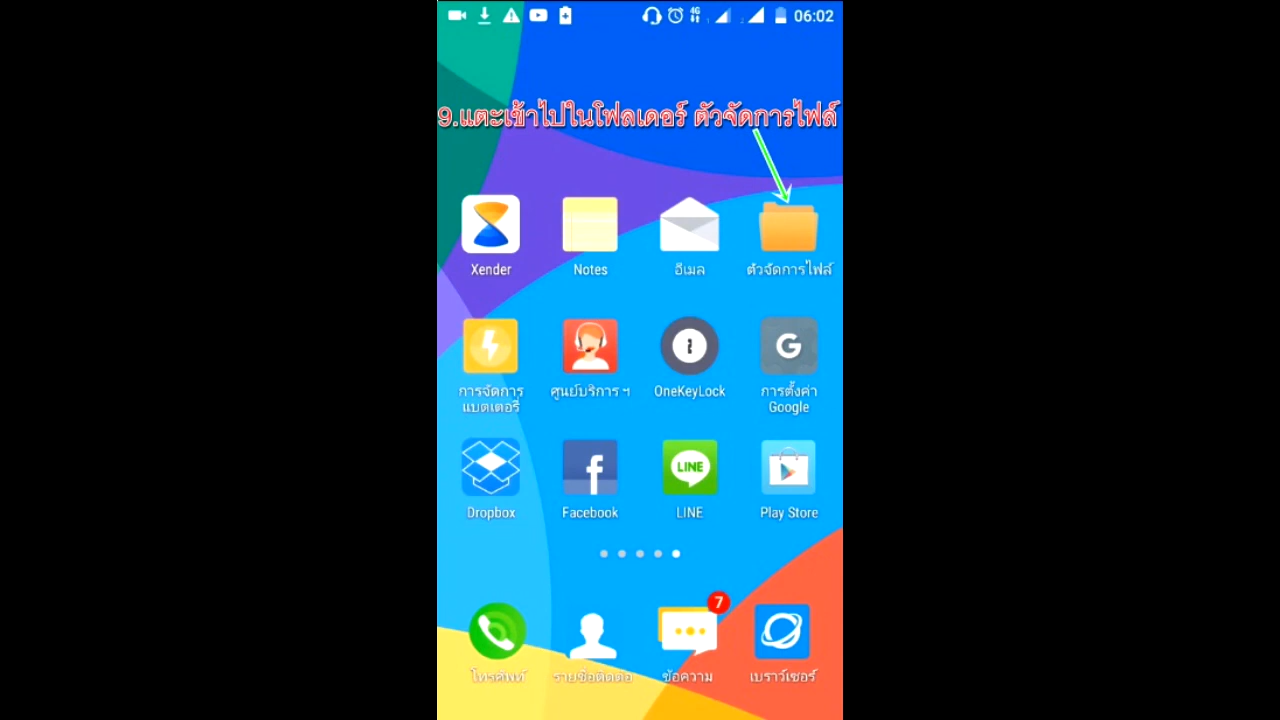 4G
06:02
9.แตะเข้าไปในโฟลเดอร์ ตัวจัดการไฟล์
Xender
Notes
อีเมล
ตัวจัดการไฟล์
การจัดการ
แบตเตอรี่
ศูนย์บริการ ฯ
OneKeyLock
G
การตั้งค่า
Google
Dropbox
f
Facebook
LINE
LINE
Play Store
7
โทรศัพท์
รายชื่อติดต่อ
ข้อความ
เบราว์เซอร์